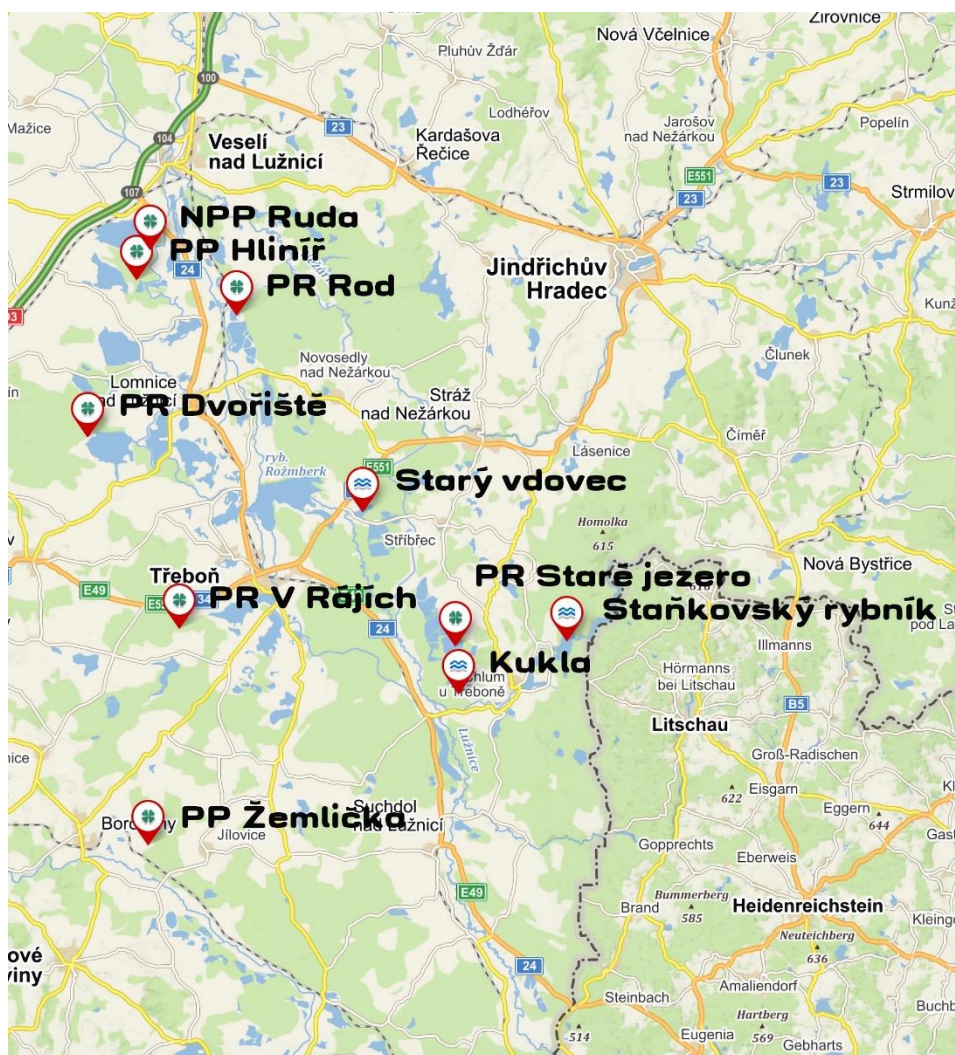 Žirovnice
Pluhův Žďár
Nová Včelnice
100
Lodhéřov
Mažice
104
Veselí
nad Lužnicí
23
Kardašova
Řečice
Jarošov
nad Nežárkou
Popelín
E551
107
23
23
Strmilov
NPP Ruda
PP Hliníř
24
PR Rod
Jindřichův
Hradec
Novosedly
nad Nežárkou
Člunek
Lomnice
PR Dvořiště
Stráž
nad Nežárkou
Číměř
ryb.
Rožmberk
E551
Lásenice
Starý vdovec
Homolka
615
Stříbřec
Nová Bystřice
Třeboň
E49
34
PR V Rájích
PR Staré jezero
Staňkovský rybník
24
Kukla
u Třeboně
Illmanns
Hörmanns
bei Litschau
Litschau
B5
Lužnice
Groß-Radischen
622
Eisgarn
Eggern
644
PP Žemlička
Suchdol
nad Lužnicí
Jílovice
Gopprechts
Eberweis
E49
Bummerberg
585
Brand
Heidenreichstein
Neuteichberg
636
24
Amaliendorf
Steinbach
Hartberg
569
514
Eugenia
Gebharts